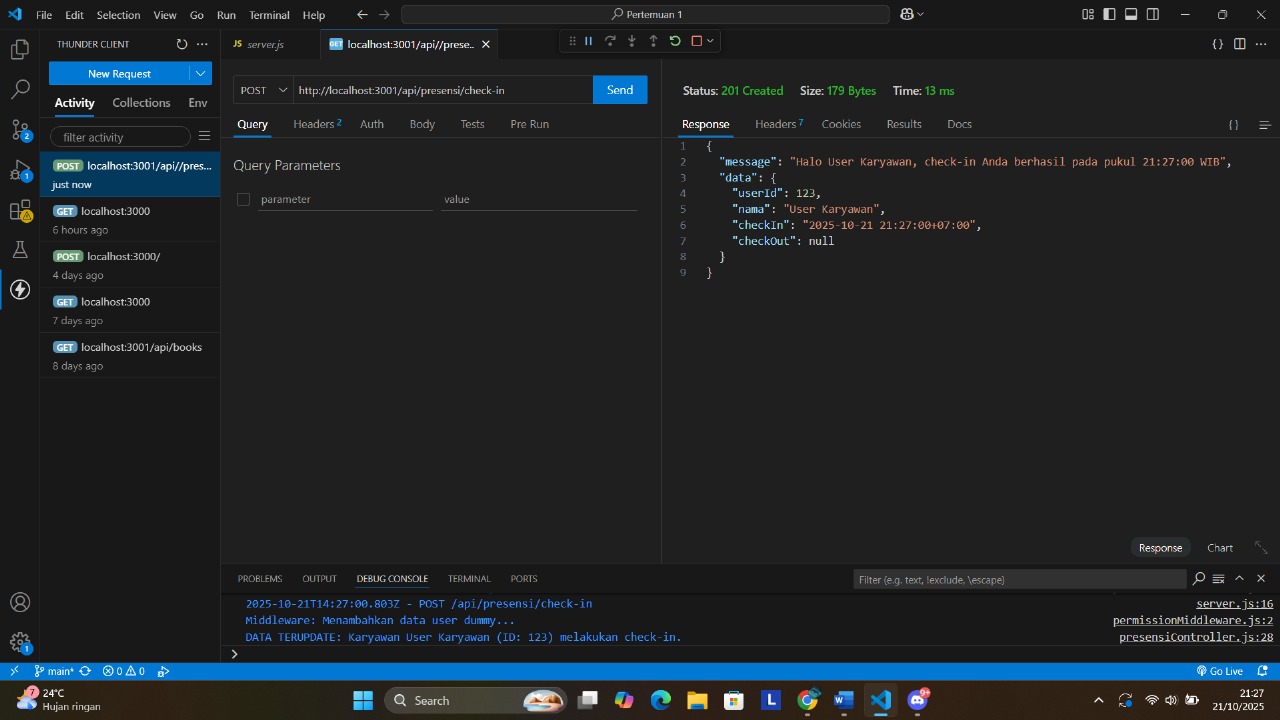 File Edit Selection View Go Run Terminal Help
Pertemuan 1
THUNDER CLIENT
New Request
Activity Collections Env
filter activity
POST localhost:3001/api//pres...
just now
GET localhost:3000
6 hours ago
POST localhost:3000/
4 days ago
GET localhost:3000
7 days ago
GET localhost:3001/api/books
8 days ago
JS server.js
GET localhost:3001/api//prese..
POST http://localhost:3001/api/presensi/check-in Send
Query Headers 2 Auth Body Tests Pre Run
Query Parameters
parameter value
Status: 201 Created Size: 179 Bytes Time: 13 ms
Response Headers 7 Cookies Results Docs {}
1 {
2 "message": "Halo User Karyawan, check-in Anda berhasil pada pukul 21:27:00 WIB",
3 "data": {
4 "userId": 123,
5 "nama": "User Karyawan",
6 "checkIn": "2025-10-21 21:27:00+07:00",
7 "checkOut": null
8 }
9 }
Response Chart
PROBLEMS OUTPUT DEBUG CONSOLE TERMINAL PORTS
Filter (e.g. text, !exclude, \escape)
2025-10-21T14:27:00.803Z - POST /api/presensi/check-in server.js:16
Middleware: Menambahkan data user dummy... permissionMiddleware.js:2
DATA TERUPDATE: Karyawan User Karyawan (ID: 123) melakukan check-in. presensiController.js:28
main* 0 0 Go Live
7 24°C
Hujan ringan
Search
21:27
21/10/2025